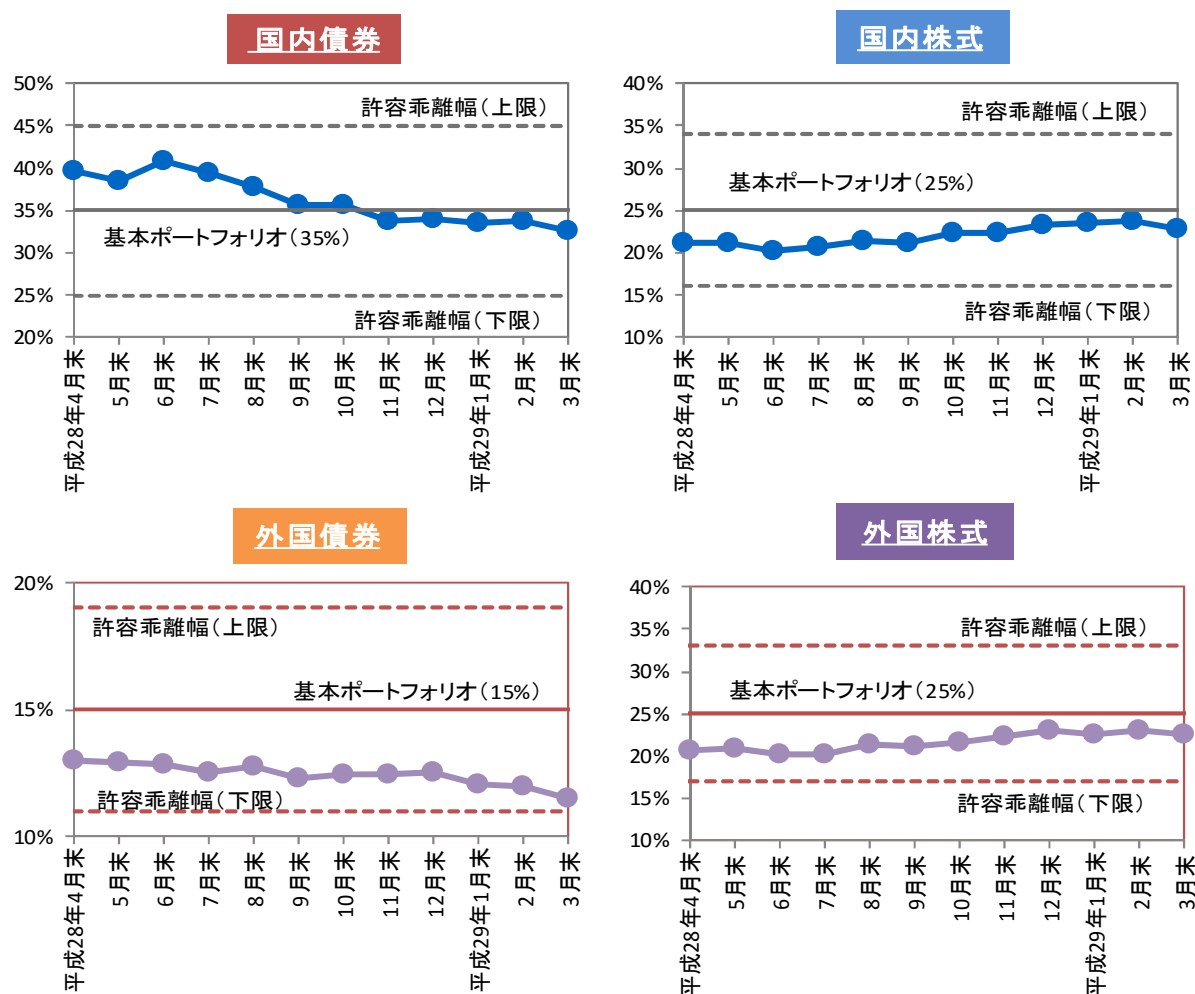 国内債券
50%
45%
40%
35%
30%
25%
20%
許容乖離幅(上限)
基本ポートフォリオ(35%)
許容乖離幅(下限)
平成28年4月末
5月末
6月末
7月末
8月末
9月末
10月末
11月末
12月末
平成29年1月末
2月末
3月末
国内株式
40%
35%
30%
25%
20%
15%
10%
許容乖離幅(上限)
基本ポートフォリオ(25%)
許容乖離幅(下限)
平成28年4月末
5月末
6月末
7月末
8月末
9月末
10月末
11月末
12月末
平成29年1月末
2月末
3月末
外国債券
20%
15%
10%
許容乖離幅(上限)
基本ポートフォリオ(15%)
許容乖離幅(下限)
平成28年4月末
5月末
6月末
7月末
8月末
9月末
10月末
11月末
12月末
平成29年1月末
2月末
3月末
外国株式
40%
35%
30%
25%
20%
15%
10%
許容乖離幅(上限)
基本ポートフォリオ(25%)
許容乖離幅(下限)
平成28年4月末
5月末
6月末
7月末
8月末
9月末
10月末
11月末
12月末
平成29年1月末
2月末
3月末